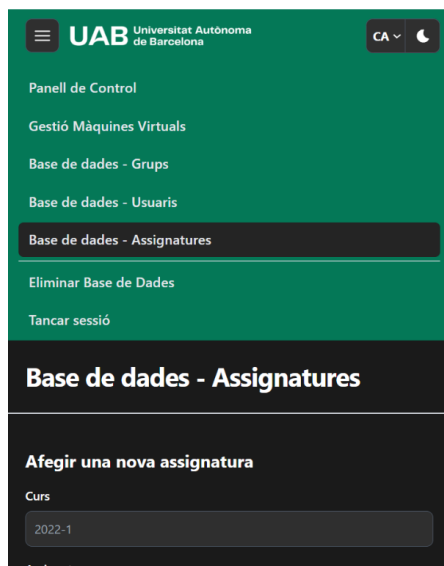 UAB Universitat Autònoma
de Barcelona
CA
Panell de Control
Gestió Màquines Virtuals
Base de dades - Grups
Base de dades - Usuaris
Base de dades - Assignatures
Eliminar Base de Dades
Tancar sessió
Base de dades - Assignatures
Afegir una nova assignatura
Curs
2022-1